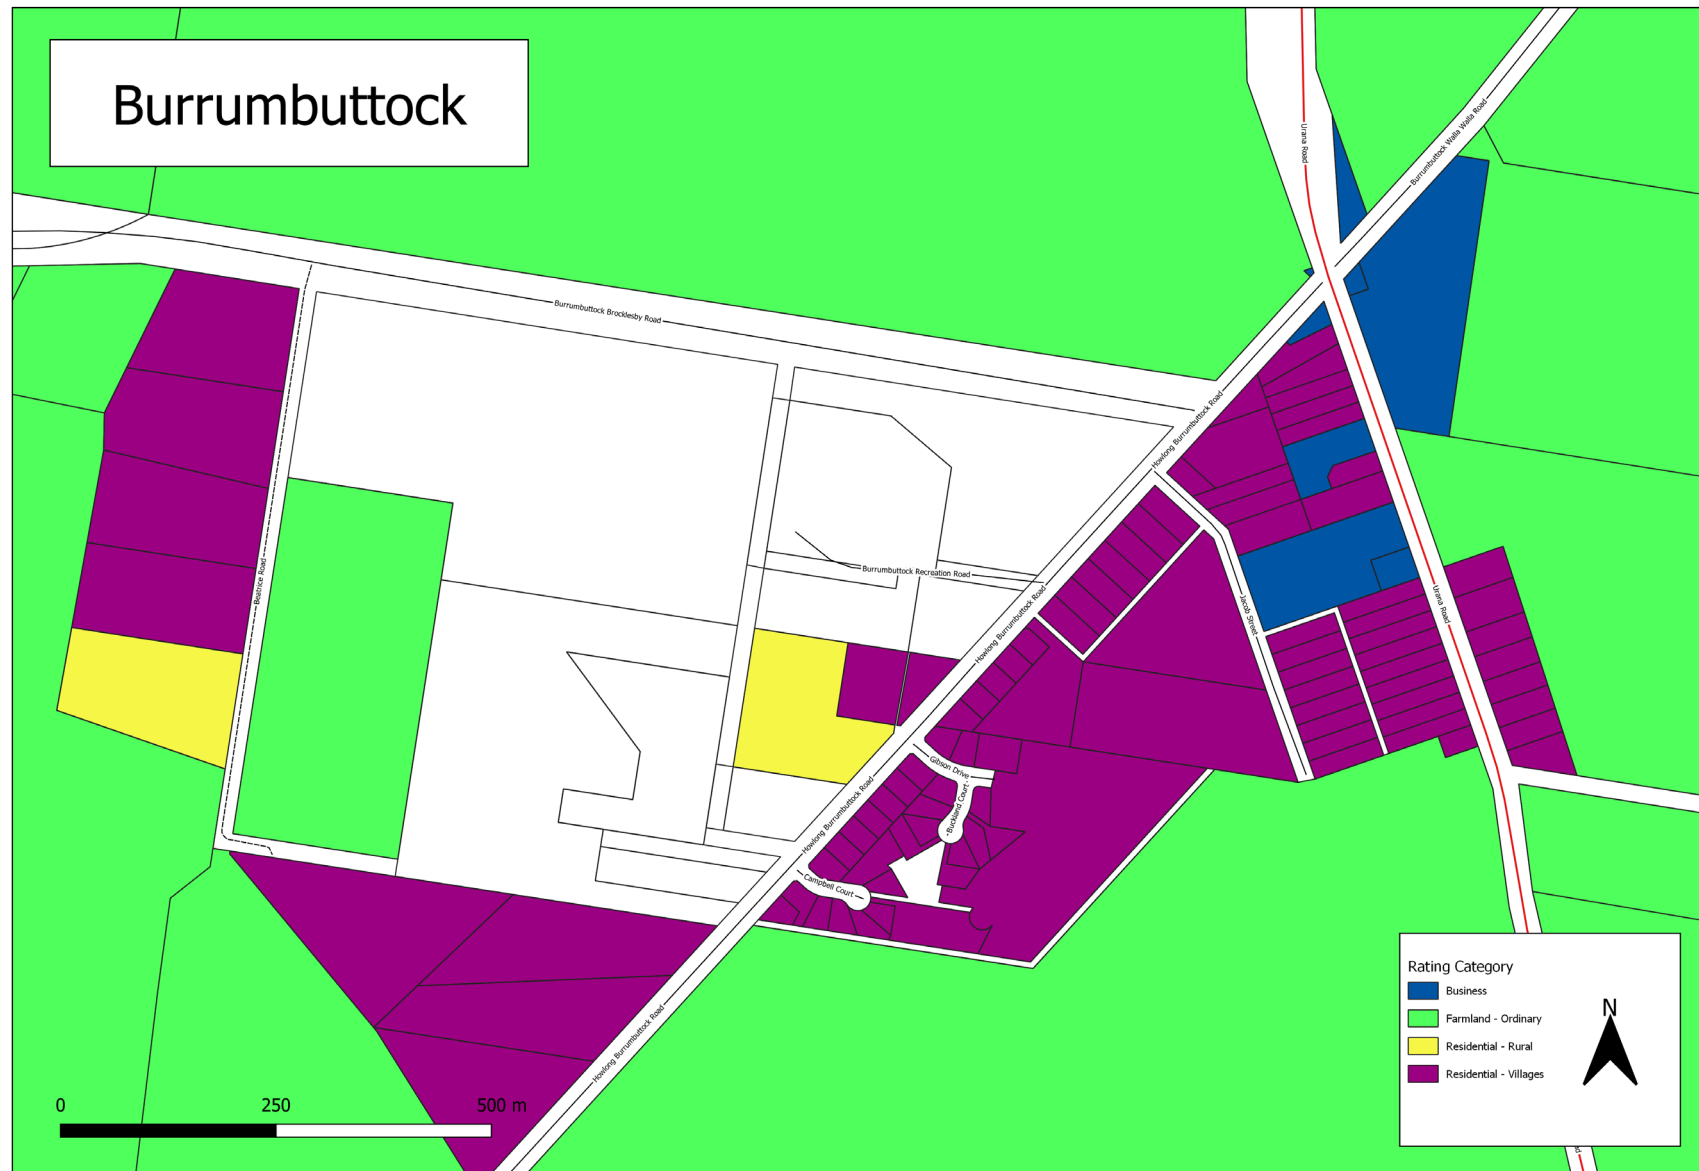 Burrumbuttock
Urana Road
Burrumbuttock Walla Walla Road
Burrumbuttock Brocklesby Road
Howlong Burrumbuttock Road
Burrumbuttock Recreation Road
Beatrice Road
Howlong Burrumbuttock Road
Jacob Street
Urana Road
Gibson Drive
Buckland Court
Howlong Burrumbuttock Road
Campbell Court
Howlong Burrumbuttock Road
Rating Category
Business
Farmland - Ordinary
Residential - Rural
Residential - Villages
N
0 250 500 m